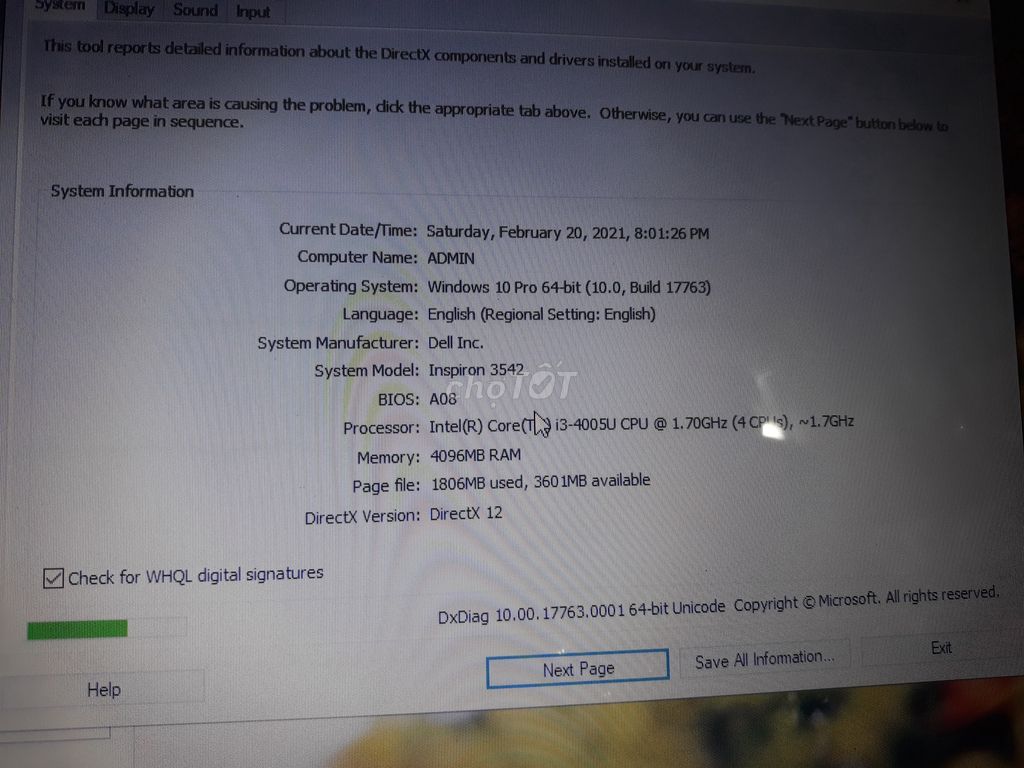 System Display Sound Input
This tool reports detailed information about the DirectX components and drivers installed on your system.
If you know what area is causing the problem, click the appropriate tab above. Otherwise, you can use the "Next Page" button below to
visit each page in sequence.
System Information
Current Date/Time: Saturday, February 20, 2021, 8:01:26 PM
Computer Name: ADMIN
Operating System: Windows 10 Pro 64-bit (10.0, Build 17763)
Language: English (Regional Setting: English)
System Manufacturer: Dell Inc.
System Model: Inspiron 3542
chợTỐT
BIOS: A08
Processor: Intel(R) Core(TM) i3-4005U CPU @ 1.70GHz (4 CPUs), ~1.7GHz
Memory: 4096MB RAM
Page file: 1806MB used, 3601MB available
DirectX Version: DirectX 12
Check for WHQL digital signatures
DxDiag 10.00.17763.0001 64-bit Unicode Copyright © Microsoft. All rights reserved.
Help Next Page Save All Information... Exit